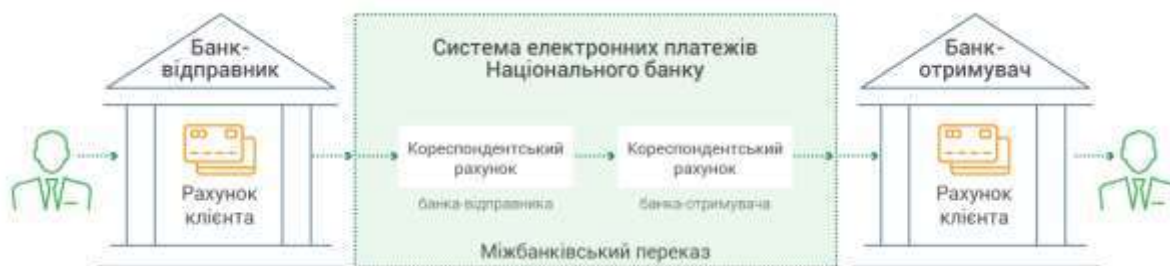 Банк-
відправник
Рахунок
клієнта
Система електронних платежів
Національного банку
Кореспондентський
рахунок
банка-відправника
Кореспондентський
рахунок
банка-отримувача
Міжбанківський переказ
Банк-
отримувач
Рахунок
клієнта